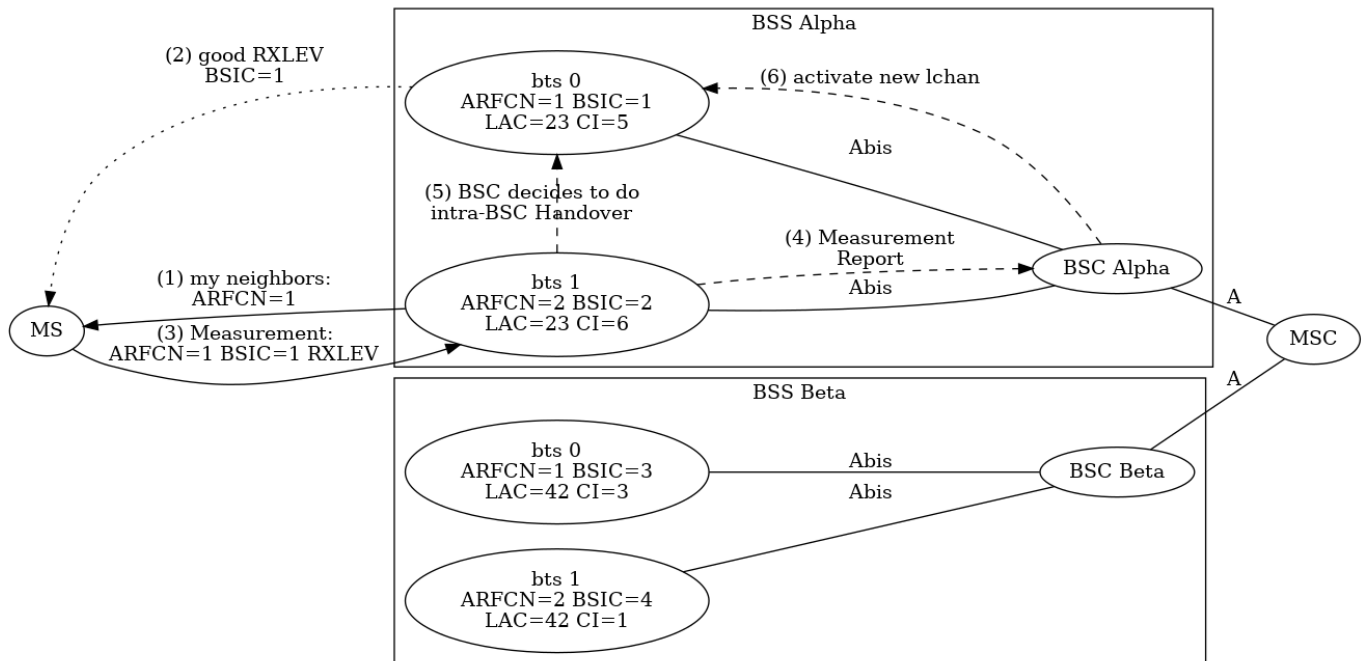 BSS Alpha
(2) good RXLEV
BSIC=1
bts 0
ARFCN=1 BSIC=1
LAC=23 CI=5
(6) activate new lchan
Abis
(5) BSC decides to do
intra-BSC Handover
(4) Measurement
Report
BSC Alpha
(1) my neighbors:
ARFCN=1
bts 1
ARFCN=2 BSIC=2
LAC=23 CI=6
Abis
A
MS
(3) Measurement:
ARFCN=1 BSIC=1 RXLEV
MSC
BSS Beta
A
bts 0
ARFCN=1 BSIC=3
LAC=42 CI=3
Abis
BSC Beta
Abis
bts 1
ARFCN=2 BSIC=4
LAC=42 CI=1